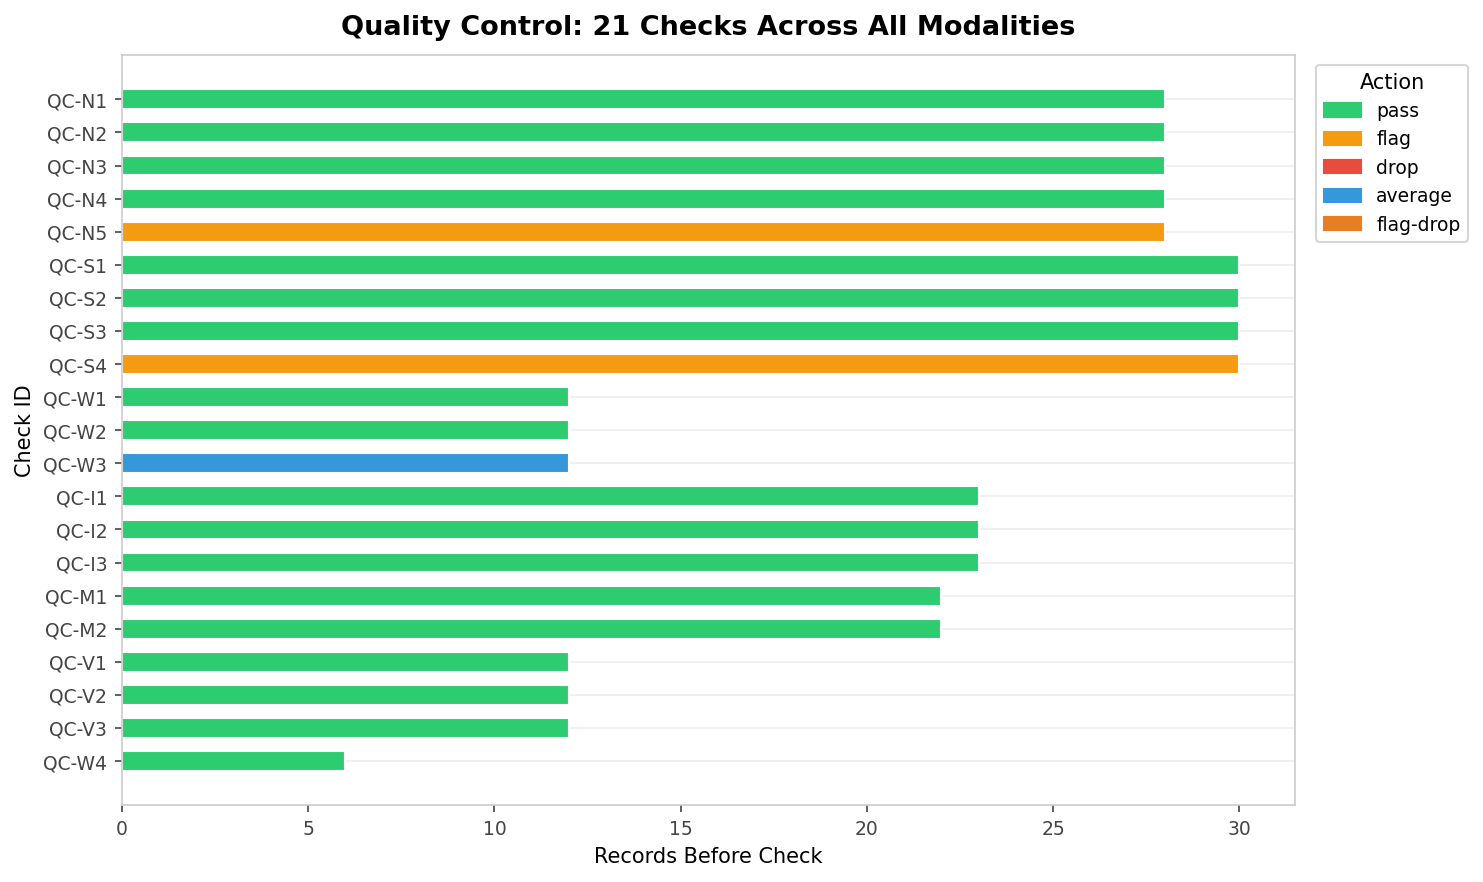 Quality Control: 21 Checks Across All Modalities
Check ID
QC-N1
QC-N2
QC-N3
QC-N4
QC-N5
QC-S1
QC-S2
QC-S3
QC-S4
QC-W1
QC-W2
QC-W3
QC-I1
QC-I2
QC-I3
QC-M1
QC-M2
QC-V1
QC-V2
QC-V3
QC-W4
0 5 10 15 20 25 30
Records Before Check
Action
pass
flag
drop
average
flag-drop